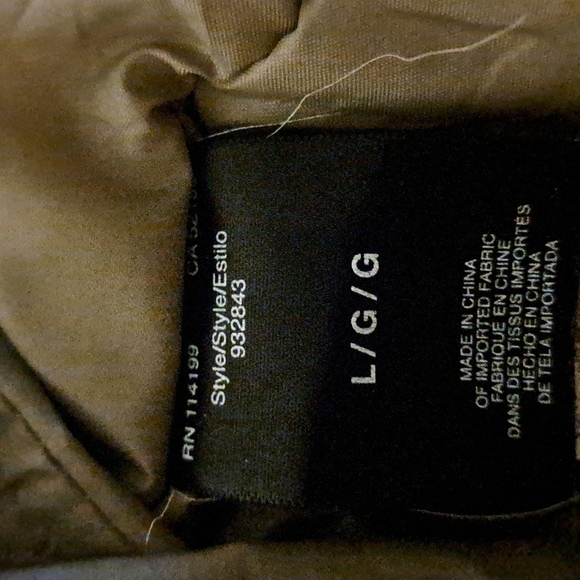 RN 114199 CA
Style/Style/Estilo
932843
L/G/G
MADE IN CHINA
OF IMPORTED FABRIC
FABRIQUE EN CHINE
DANS DES TISSUS IMPORTÉS
HECHO EN CHINA
DE TELA IMPORTADA